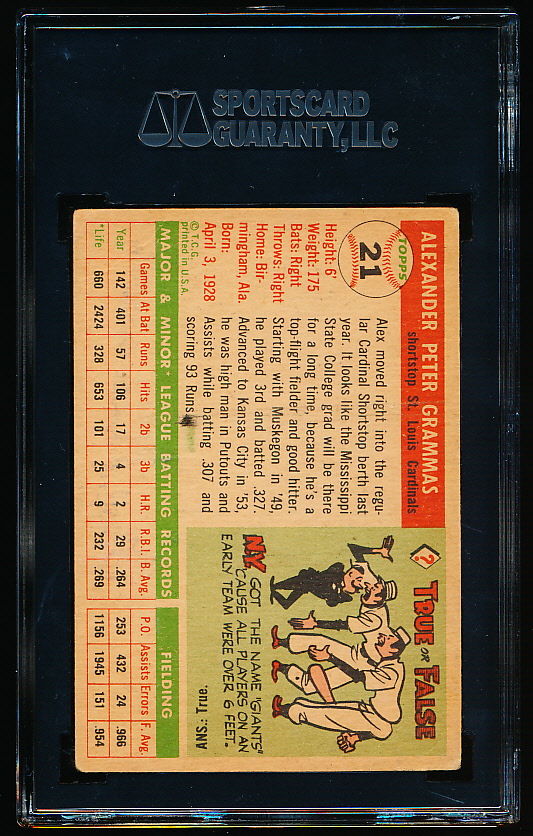 SPORTSCARD
GUARANTY, LLC
TOPPS
21
ALEXANDER PETER GRAMMAS
shortstop St. Louis Cardinals
Height: 6'
Weight: 175
Bats: Right
Throws: Right
Home: Bir-
mingham, Ala.
Born:
April 3, 1928
© T.C.G.
printed in U.S.A.
Alex moved right into the regu-
lar Cardinal Shortstop berth last
year. It looks like the Mississippi
State College grad will be there
for a long time, because he's a
top-flight fielder and good hitter.
Starting with Muskegon in '49,
he played 3rd and batted .327.
Advanced to Kansas City in '53,
he was high man in Putouts and
Assists while batting .307 and
scoring 93 Runs.
?
TRUE OR FALSE
N.Y. GOT THE NAME "GIANTS"
'CAUSE ALL PLAYERS ON AN
EARLY TEAM WERE OVER 6 FEET.
ANS.: True.
MAJOR & MINOR* LEAGUE BATTING RECORDS
FIELDING
Games At Bat Runs Hits 2b 3b H.R. R.B.I. B. Avg. P.O. Assists Errors F. Avg.
Year 142 401 57 106 17 4 2 29 .264 253 432 24 .966
*Life 660 2424 328 653 101 25 9 232 .269 1156 1945 151 .954